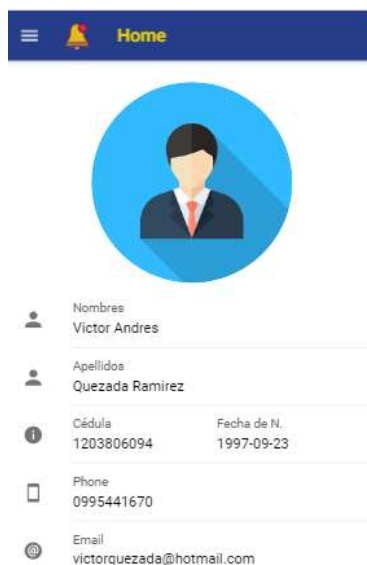 Home
Nombres
Victor Andres
Apellidos
Quezada Ramirez
Cédula Fecha de N.
1203806094 1997-09-23
Phone
0995441670
Email
victorquezada@hotmail.com